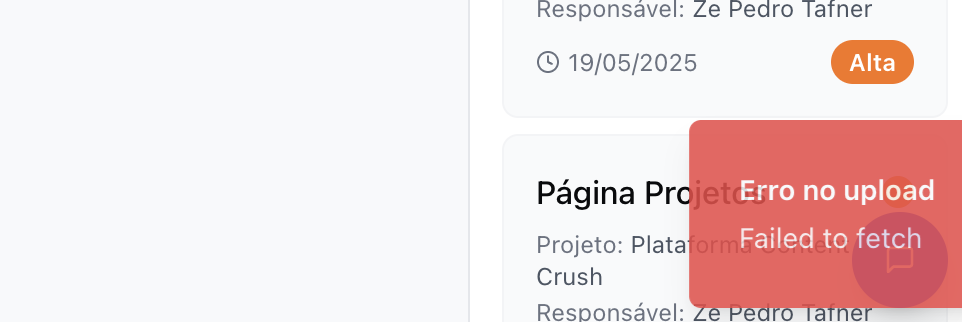 Responsável: Ze Pedro Tafner
19/05/2025
Alta
Página Projetos
Projeto: Plataforma Content
Crush
Responsável: Ze Pedro Tafner
Erro no upload
Failed to fetch